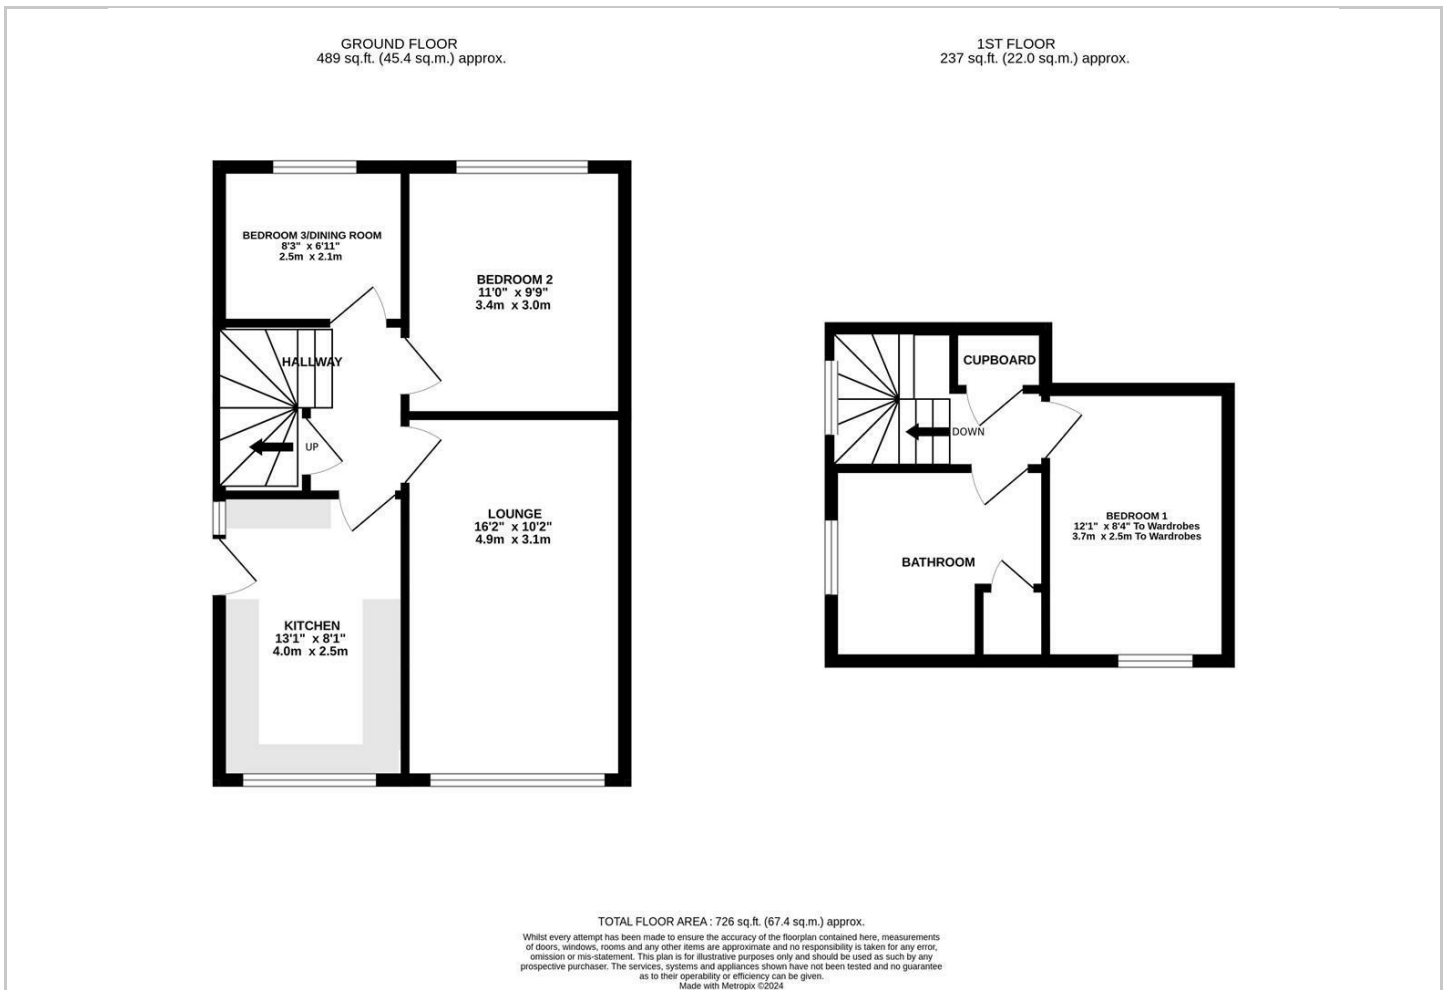 GROUND FLOOR
489 sq.ft. (45.4 sq.m.) approx.
1ST FLOOR
237 sq.ft. (22.0 sq.m.) approx.
BEDROOM 3/DINING ROOM
8'3" x 6'11"
2.5m x 2.1m
BEDROOM 2
11'0" x 9'9"
3.4m x 3.0m
HALLWAY
UP
LOUNGE
16'2" x 10'2"
4.9m x 3.1m
KITCHEN
13'1" x 8'1"
4.0m x 2.5m
CUPBOARD
DOWN
BEDROOM 1
12'1" x 8'4" To Wardrobes
3.7m x 2.5m To Wardrobes
BATHROOM
TOTAL FLOOR AREA : 726 sq.ft. (67.4 sq.m.) approx.
Whilst every attempt has been made to ensure the accuracy of the floorplan contained here, measurements
of doors, windows, rooms and any other items are approximate and no responsibility is taken for any error,
omission or mis-statement. This plan is for illustrative purposes only and should be used as such by any
prospective purchaser. The services, systems and appliances shown have not been tested and no guarantee
as to their operability or efficiency can be given.
Made with Metropix ©2024